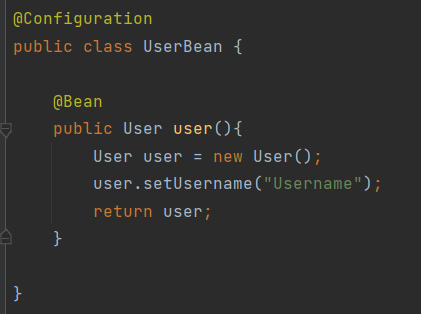 @Configuration
public class UserBean {
@Bean
public User user(){
User user = new User();
user.setUsername("Username");
return user;
}
}